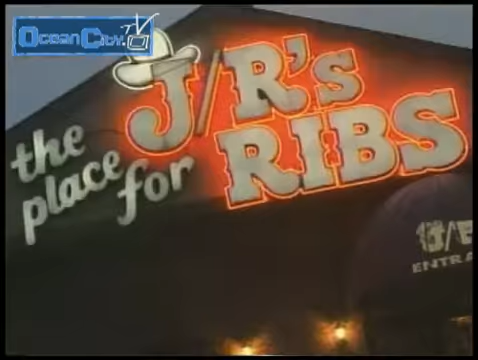 OceanCity.TV
J/R's
the place for RIBS
J/R
ENTRA